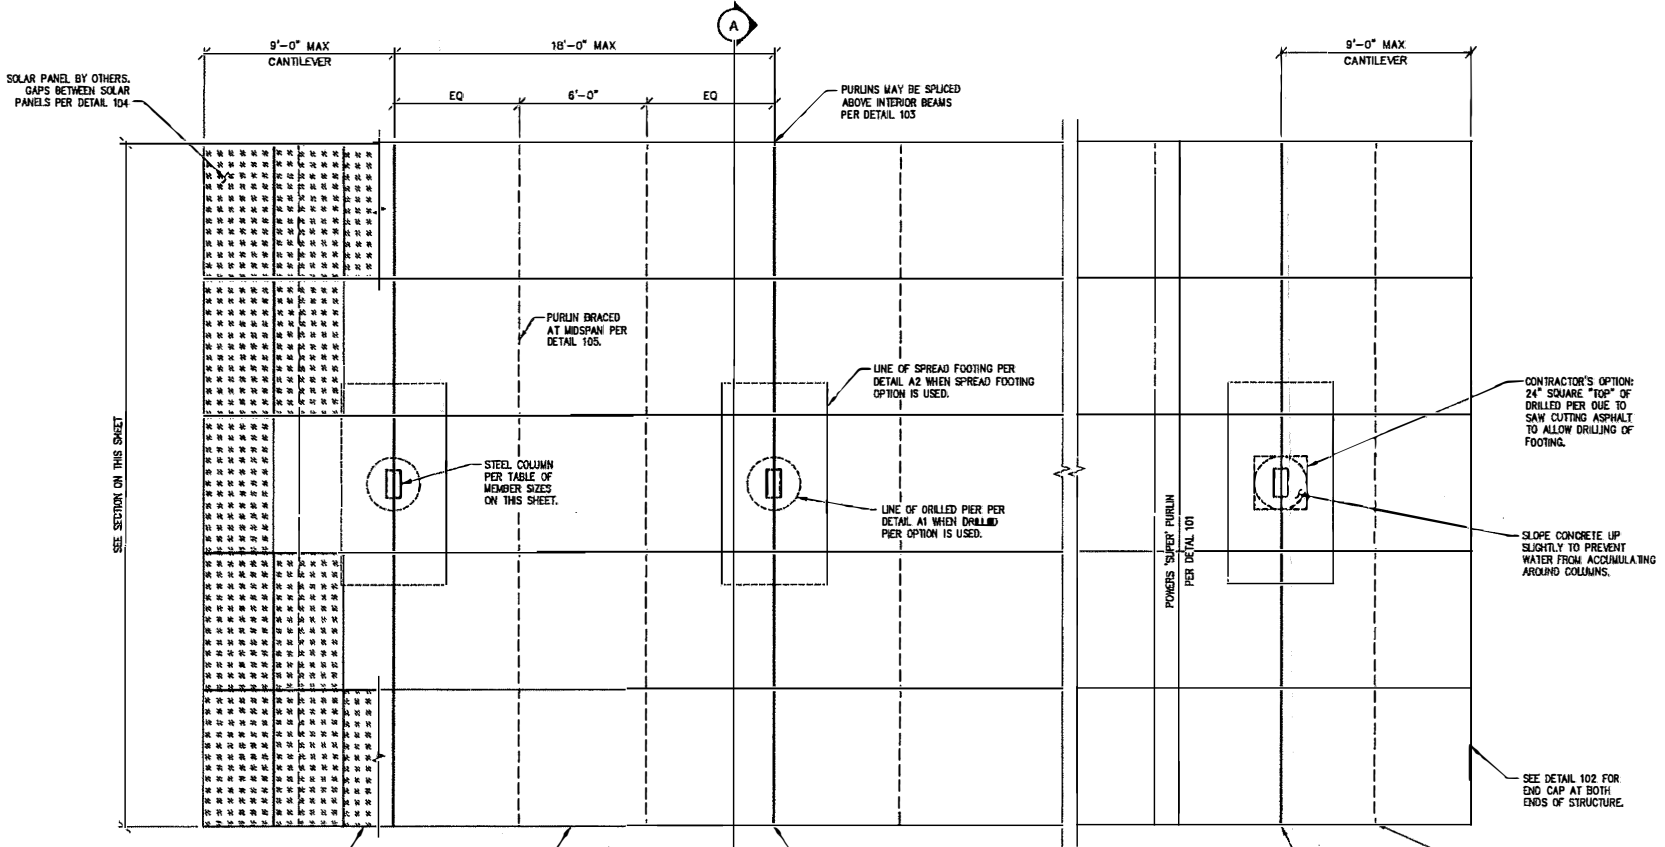 A
9'-0" MAX
CANTILEVER
18'-0" MAX
9'-0" MAX
CANTILEVER
EQ
6'-0"
EQ
SOLAR PANEL BY OTHERS.
GAPS BETWEEN SOLAR
PANELS PER DETAIL 104
PURLINS MAY BE SPLICED
ABOVE INTERIOR BEAMS
PER DETAIL 103
PURLIN BRACED
AT MIDSPAN PER
DETAIL 105.
LINE OF SPREAD FOOTING PER
DETAIL A2 WHEN SPREAD FOOTING
OPTION IS USED.
CONTRACTOR'S OPTION:
24" SQUARE "TOP" OF
DRILLED PIER DUE TO
SAW CUTTING ASPHALT
TO ALLOW DRILLING OF
FOOTING.
SEE SECTION ON THIS SHEET
STEEL COLUMN
PER TABLE OF
MEMBER SIZES
ON THIS SHEET.
LINE OF DRILLED PIER PER
DETAIL A1 WHEN DRILLED
PIER OPTION IS USED.
POWERS 'SUPER' PURLIN
PER DETAL 101
SLOPE CONCRETE UP
SLIGHTLY TO PREVENT
WATER FROM ACCUMULATING
AROUND COLUMNS.
SEE DETAIL 102 FOR
END CAP AT BOTH
ENDS OF STRUCTURE.